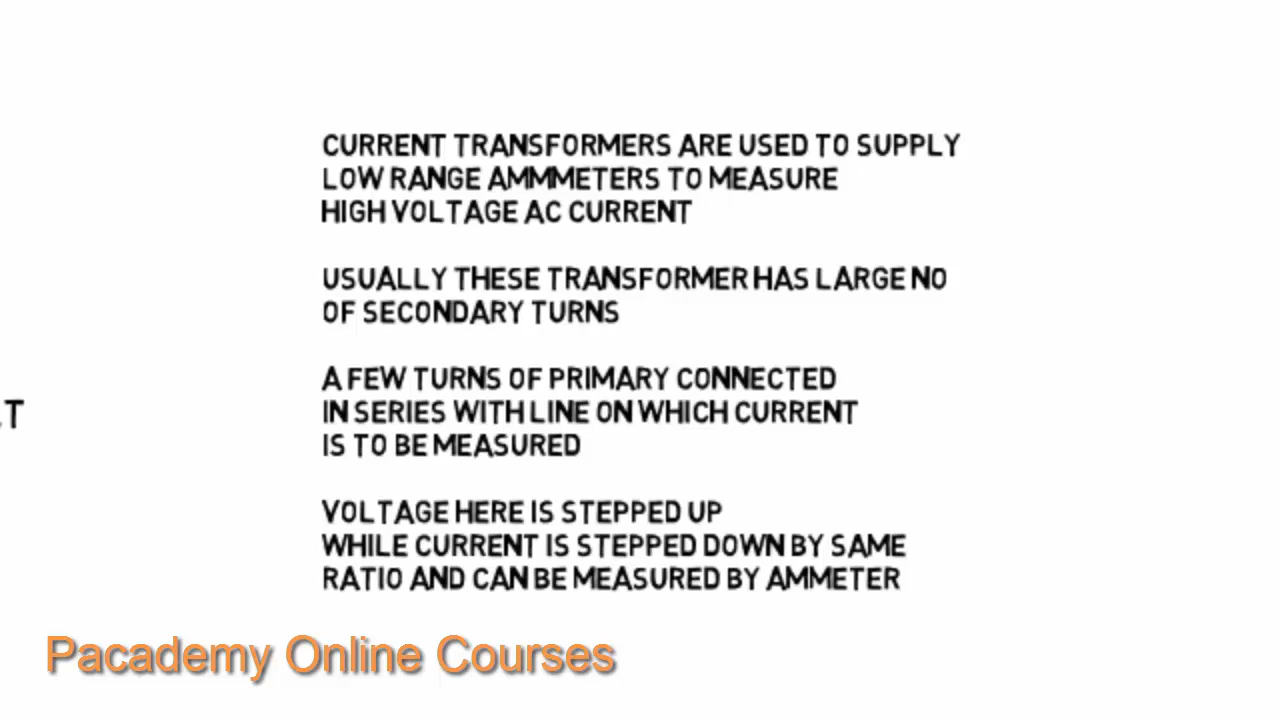 CURRENT TRANSFORMERS ARE USED TO SUPPLY
LOW RANGE AMMMETERS TO MEASURE
HIGH VOLTAGE AC CURRENT
USUALLY THESE TRANSFORMER HAS LARGE NO
OF SECONDARY TURNS
A FEW TURNS OF PRIMARY CONNECTED
IN SERIES WITH LINE ON WHICH CURRENT
IS TO BE MEASURED
VOLTAGE HERE IS STEPPED UP
WHILE CURRENT IS STEPPED DOWN BY SAME
RATIO AND CAN BE MEASURED BY AMMETER
Pacademy Online Courses